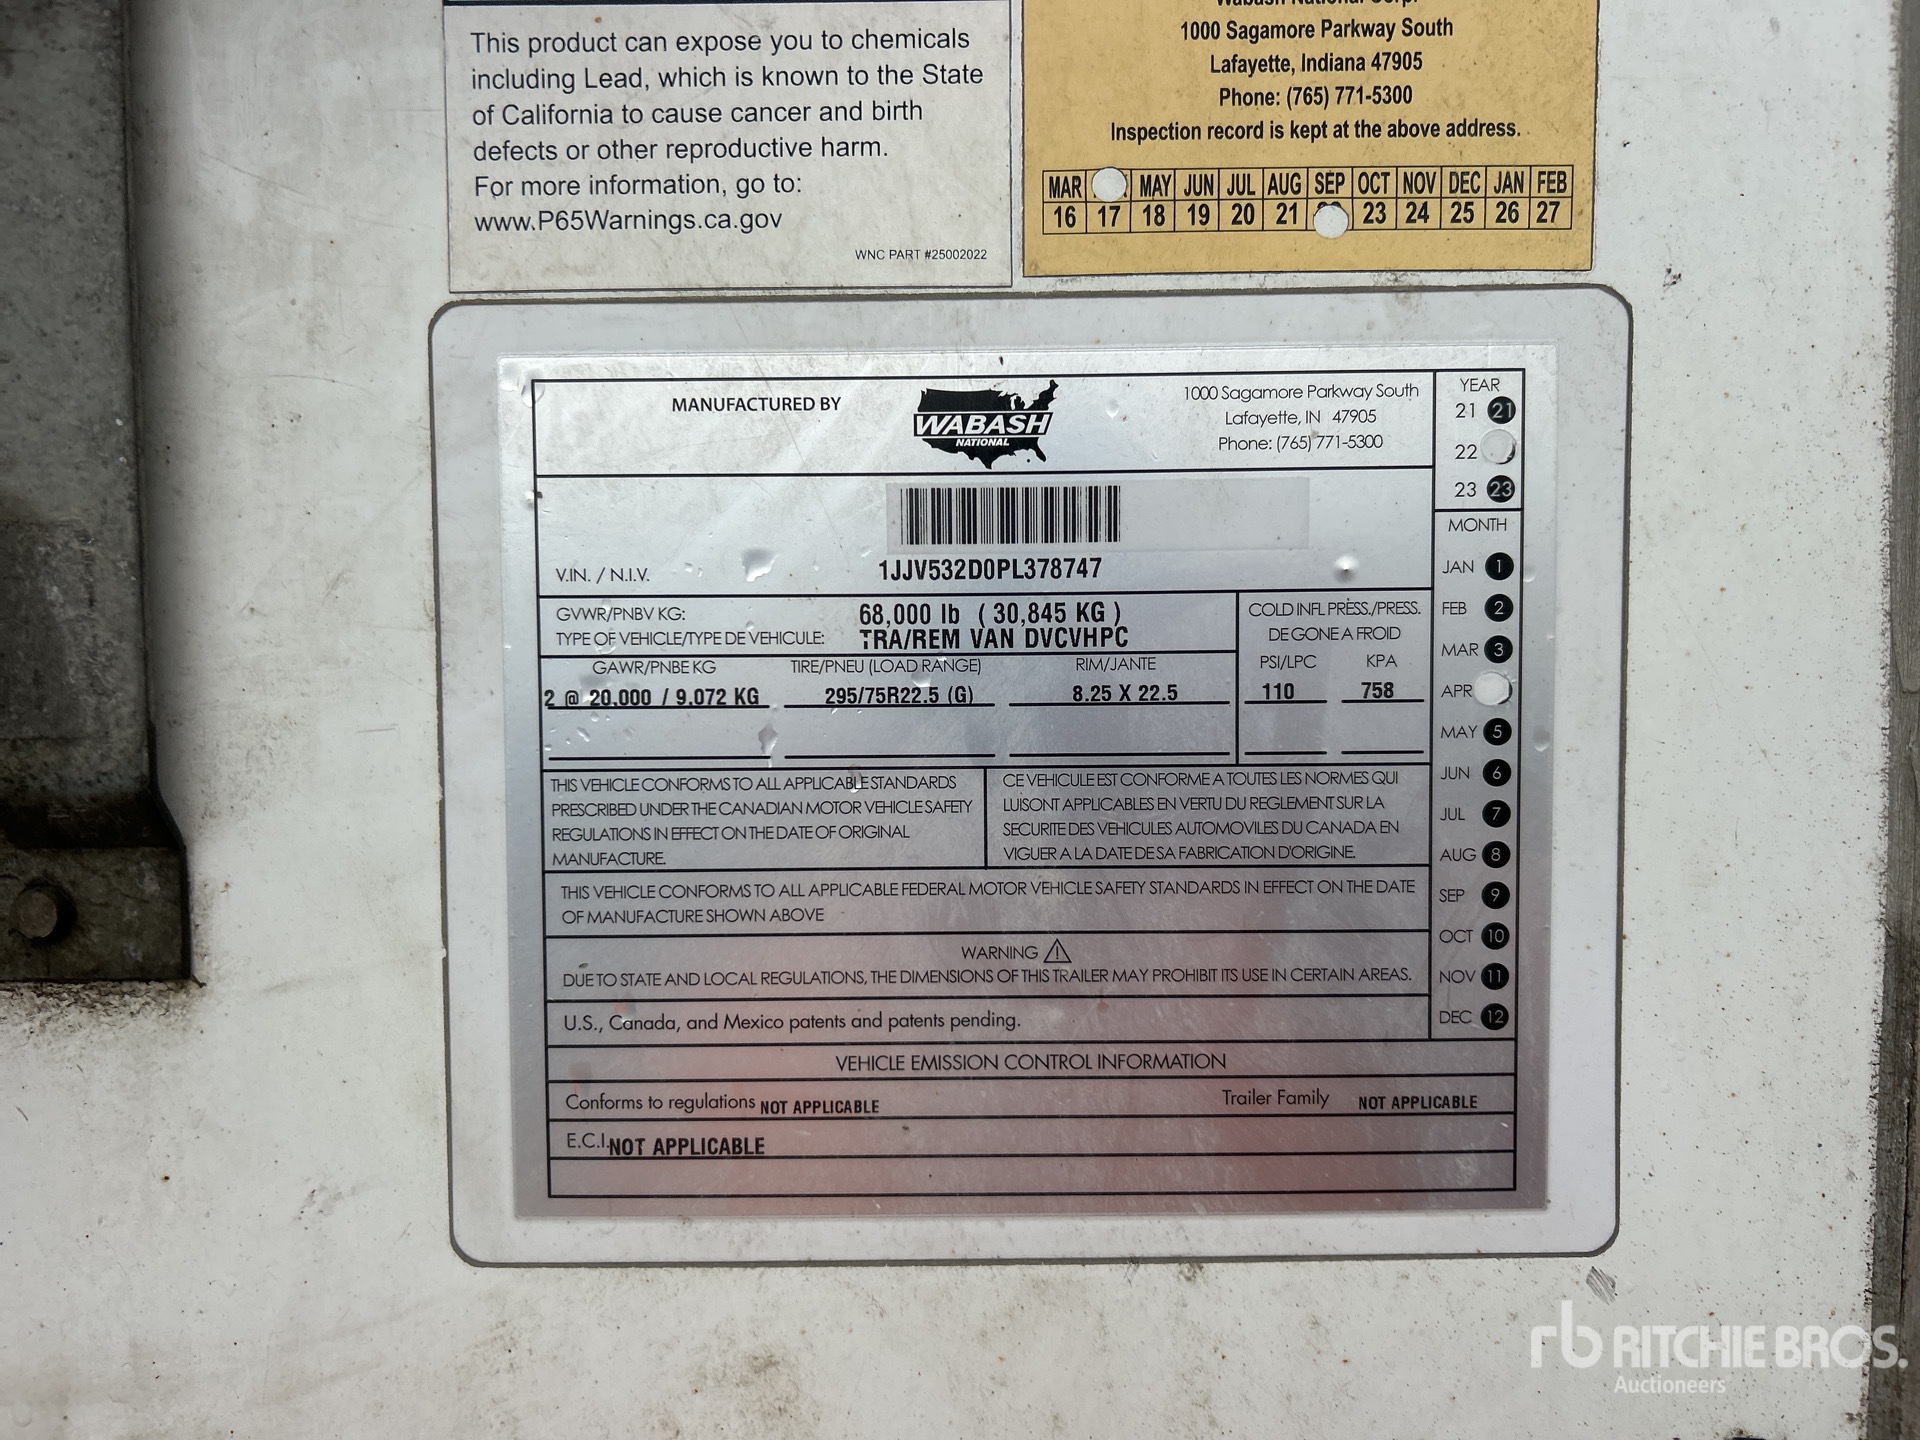 This product can expose you to chemicals
including Lead, which is known to the State
of California to cause cancer and birth
defects or other reproductive harm.
For more information, go to:
www.P65Warnings.ca.gov
WNC PART #25002022
Wabash National Corp.
1000 Sagamore Parkway South
Lafayette, Indiana 47905
Phone: (765) 771-5300
Inspection record is kept at the above address.
MAR MAY JUN JUL AUG SEP OCT NOV DEC JAN FEB
16 17 18 19 20 21 23 24 25 26 27
MANUFACTURED BY
WABASH
NATIONAL
1000 Sagamore Parkway South
Lafayette, IN 47905
Phone: (765) 771-5300
YEAR
21 21
22
23 23
V.IN. / N.I.V. 1JJV532D0PL378747
GVWR/PNBV KG: 68,000 lb ( 30,845 KG )
TYPE OF VEHICLE/TYPE DE VEHICULE: TRA/REM VAN DVCVHPC
COLD INFL PRESS./PRESS.
DE GONE A FROID
GAWR/PNBE KG TIRE/PNEU (LOAD RANGE) RIM/JANTE PSI/LPC KPA
2 @ 20,000 / 9,072 KG 295/75R22.5 (G) 8.25 X 22.5 110 758
MONTH
JAN 1
FEB 2
MAR 3
APR
MAY 5
JUN 6
JUL 7
AUG 8
SEP 9
OCT 10
NOV 11
DEC 12
THIS VEHICLE CONFORMS TO ALL APPLICABLE STANDARDS
PRESCRIBED UNDER THE CANADIAN MOTOR VEHICLE SAFETY
REGULATIONS IN EFFECT ON THE DATE OF ORIGINAL
MANUFACTURE.
CE VEHICULE EST CONFORME A TOUTES LES NORMES QUI
LUI SONT APPLICABLES EN VERTU DU REGLEMENT SUR LA
SECURITE DES VEHICULES AUTOMOVILES DU CANADA EN
VIGUER A LA DATE DE SA FABRICATION D'ORIGINE.
THIS VEHICLE CONFORMS TO ALL APPLICABLE FEDERAL MOTOR VEHICLE SAFETY STANDARDS IN EFFECT ON THE DATE
OF MANUFACTURE SHOWN ABOVE
WARNING
DUE TO STATE AND LOCAL REGULATIONS, THE DIMENSIONS OF THIS TRAILER MAY PROHIBIT ITS USE IN CERTAIN AREAS.
U.S., Canada, and Mexico patents and patents pending.
VEHICLE EMISSION CONTROL INFORMATION
Conforms to regulations NOT APPLICABLE Trailer Family NOT APPLICABLE
E.C.I. NOT APPLICABLE
rb RITCHIE BROS.
Auctioneers